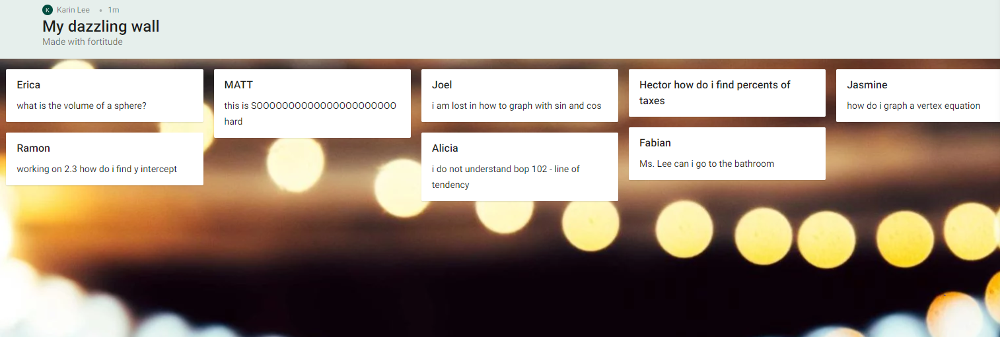 K Karin Lee • 1m
My dazzling wall
Made with fortitude
Erica
what is the volume of a sphere?
Ramon
working on 2.3 how do i find y intercept
MATT
this is SOOOOOOOOOOOOOOOOOOOOOO
hard
Joel
i am lost in how to graph with sin and cos
Alicia
i do not understand bop 102 - line of
tendency
Hector how do i find percents of
taxes
Fabian
Ms. Lee can i go to the bathroom
Jasmine
how do i graph a vertex equation